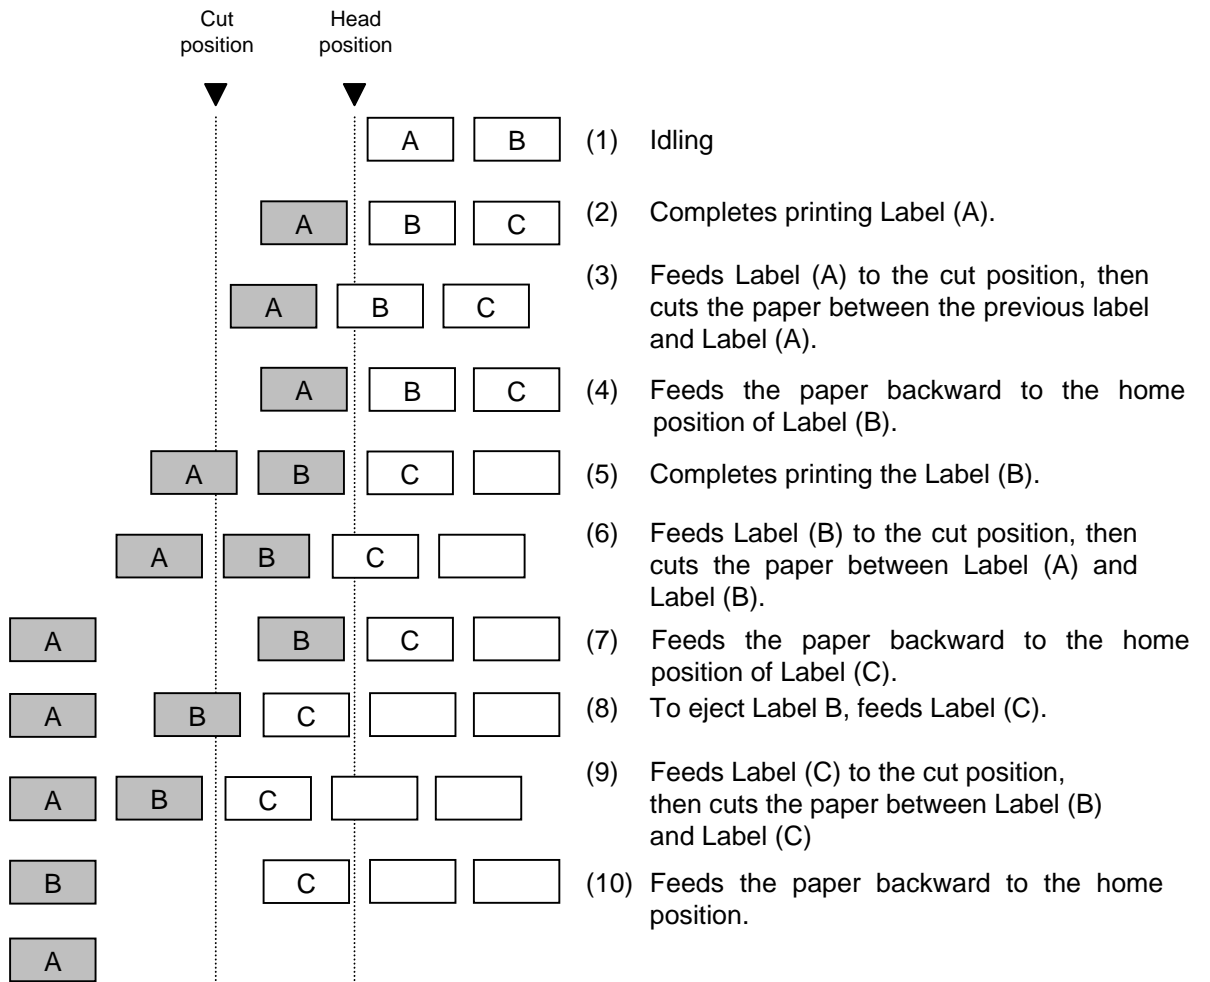 Cut
position
Head
position
A B (1) Idling
A B C (2) Completes printing Label (A).
A B C (3) Feeds Label (A) to the cut position, then
cuts the paper between the previous label
and Label (A).
A B C (4) Feeds the paper backward to the home
position of Label (B).
A B C (5) Completes printing the Label (B).
A B C (6) Feeds Label (B) to the cut position, then
cuts the paper between Label (A) and
Label (B).
A B C (7) Feeds the paper backward to the home
position of Label (C).
A B C (8) To eject Label B, feeds Label (C).
A B C (9) Feeds Label (C) to the cut position,
then cuts the paper between Label (B)
and Label (C)
B C (10) Feeds the paper backward to the home
position.
A